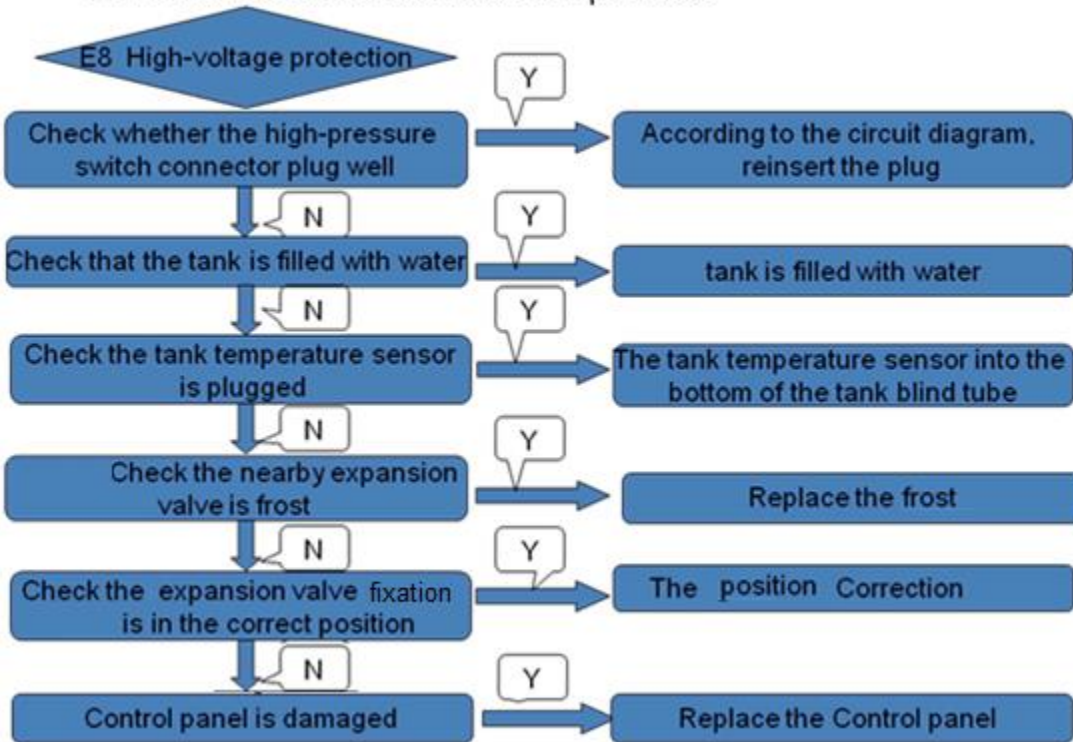 E8 High-voltage protection
Y
Check whether the high-pressure
switch connector plug well
According to the circuit diagram,
reinsert the plug
N
Y
Check that the tank is filled with water
tank is filled with water
N
Y
Check the tank temperature sensor
is plugged
The tank temperature sensor into the
bottom of the tank blind tube
N
Y
Check the nearby expansion
valve is frost
Replace the frost
N
Y
Check the expansion valve fixation
is in the correct position
The position Correction
N
Y
Control panel is damaged
Replace the Control panel